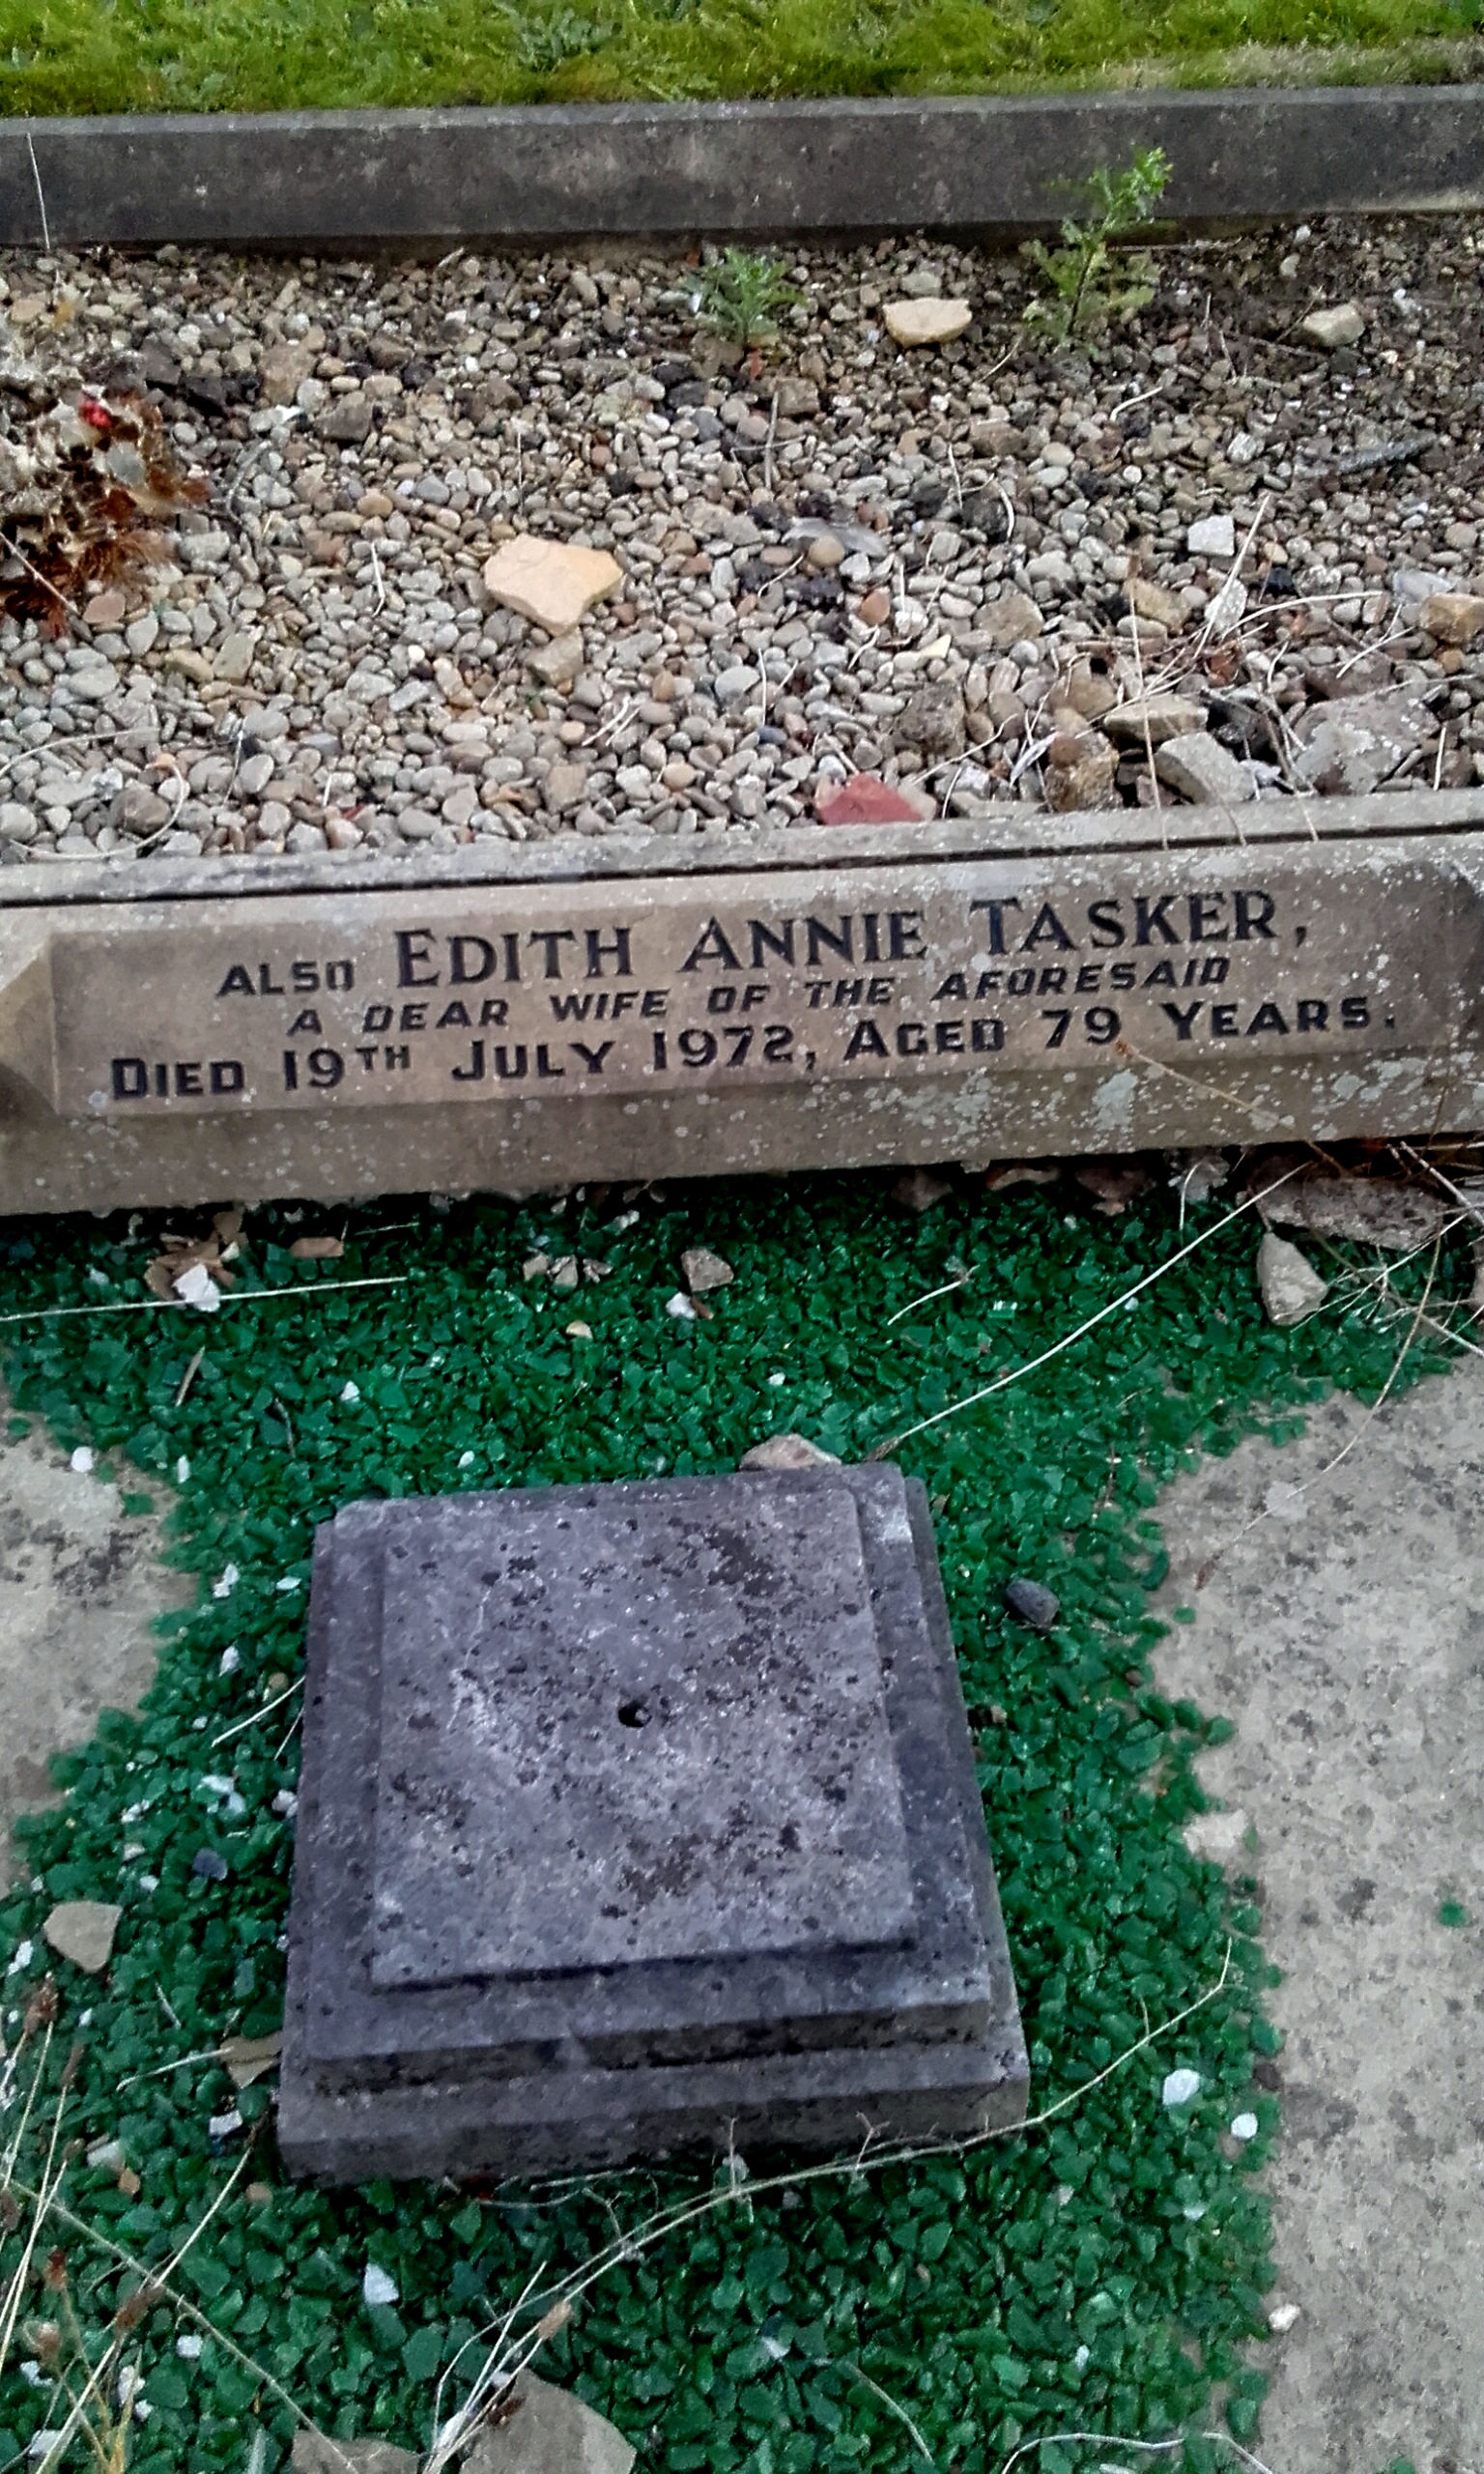 ALSO EDITH ANNIE TASKER,
A DEAR WIFE OF THE AFORESAID
DIED 19TH JULY 1972, AGED 79 YEARS.